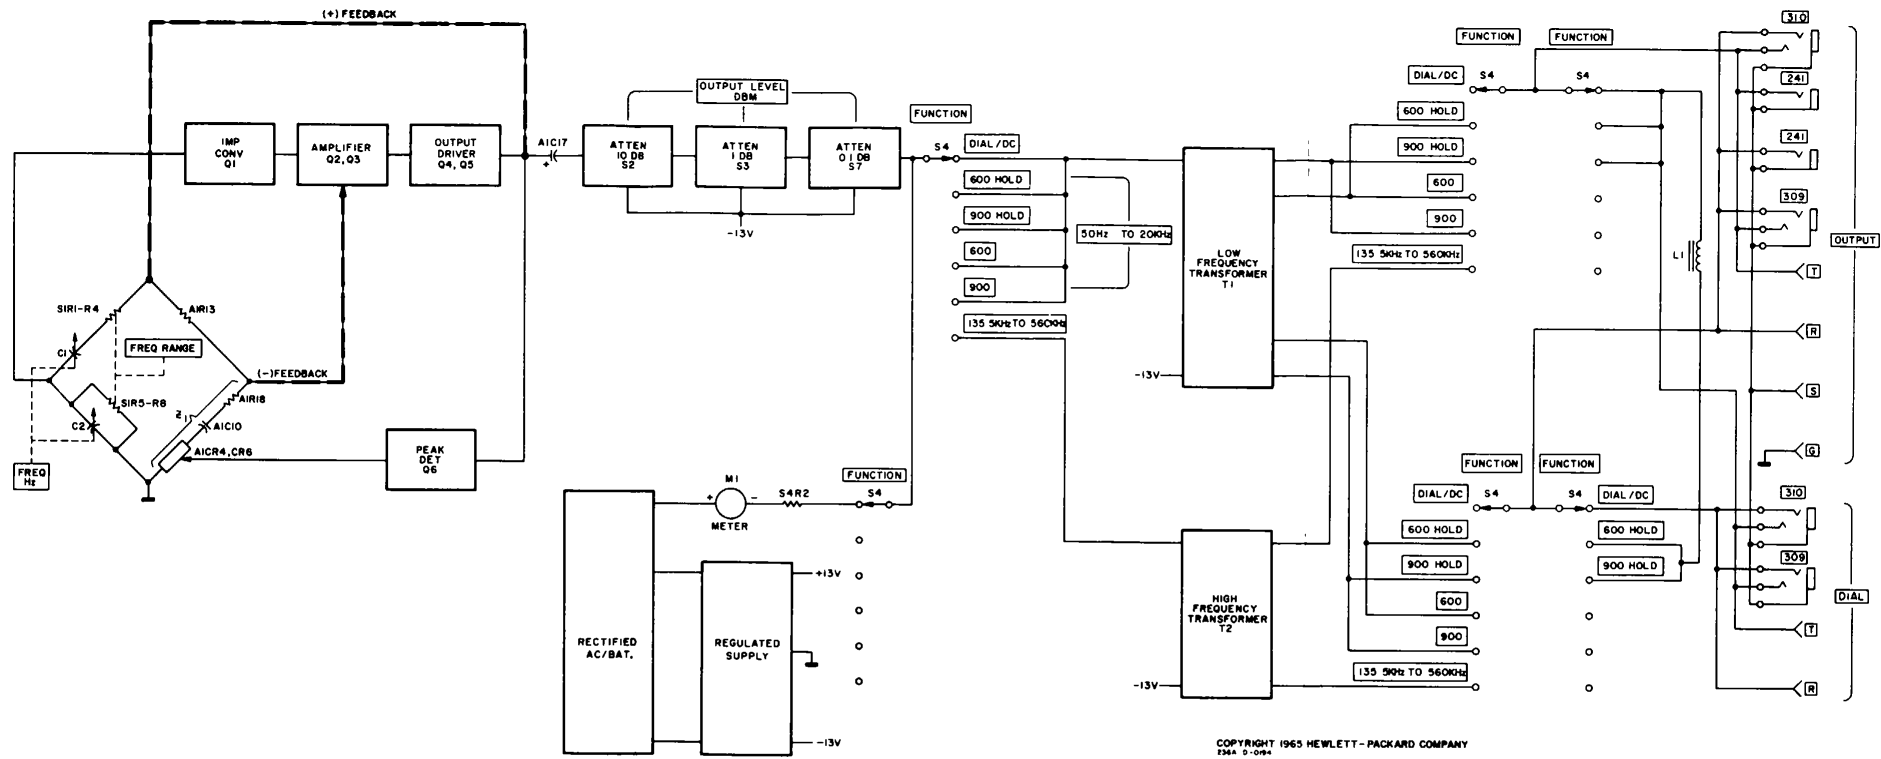 (+) FEEDBACK
IMP
CONV
Q1
AMPLIFIER
Q2, Q3
OUTPUT
DRIVER
Q4, Q5
A1C17
+
OUTPUT LEVEL
DBM
ATTEN
10 DB
S2
ATTEN
1 DB
S3
ATTEN
0.1 DB
S7
-13V
S1R1-R4
A1R13
C1
FREQ RANGE
(-) FEEDBACK
S1R5-R8
C2
Z1
A1R18
A1C10
A1CR4, CR6
FREQ
Hz
PEAK
DET
Q6
FUNCTION
S4
DIAL/DC
600 HOLD
900 HOLD
600
900
135.5KHz TO 560KHz
50Hz TO 20KHz
FUNCTION
S4
M1
+
-
METER
S4R2
RECTIFIED
AC/BAT.
REGULATED
SUPPLY
+13V
-13V
LOW
FREQUENCY
TRANSFORMER
T1
-13V
HIGH
FREQUENCY
TRANSFORMER
T2
-13V
FUNCTION
FUNCTION
DIAL/DC
S4
S4
600 HOLD
900 HOLD
600
900
135.5KHz TO 560KHz
L1
FUNCTION
FUNCTION
DIAL/DC
S4
S4
DIAL/DC
600 HOLD
600 HOLD
900 HOLD
900 HOLD
600
900
135.5KHz TO 560KHz
310
241
241
309
T
R
S
G
OUTPUT
310
309
T
R
DIAL
COPYRIGHT 1965 HEWLETT-PACKARD COMPANY
236A D-0194